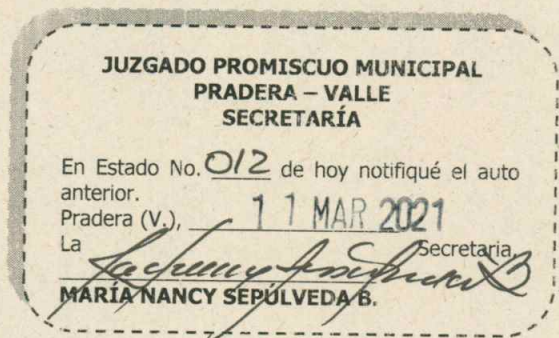 JUZGADO PROMISCUO MUNICIPAL
PRADERA – VALLE
SECRETARÍA
En Estado No. 012 de hoy notifiqué el auto
anterior.
Pradera (V.), 11 MAR 2021
La Secretaria,
MARÍA NANCY SEPÚLVEDA B.